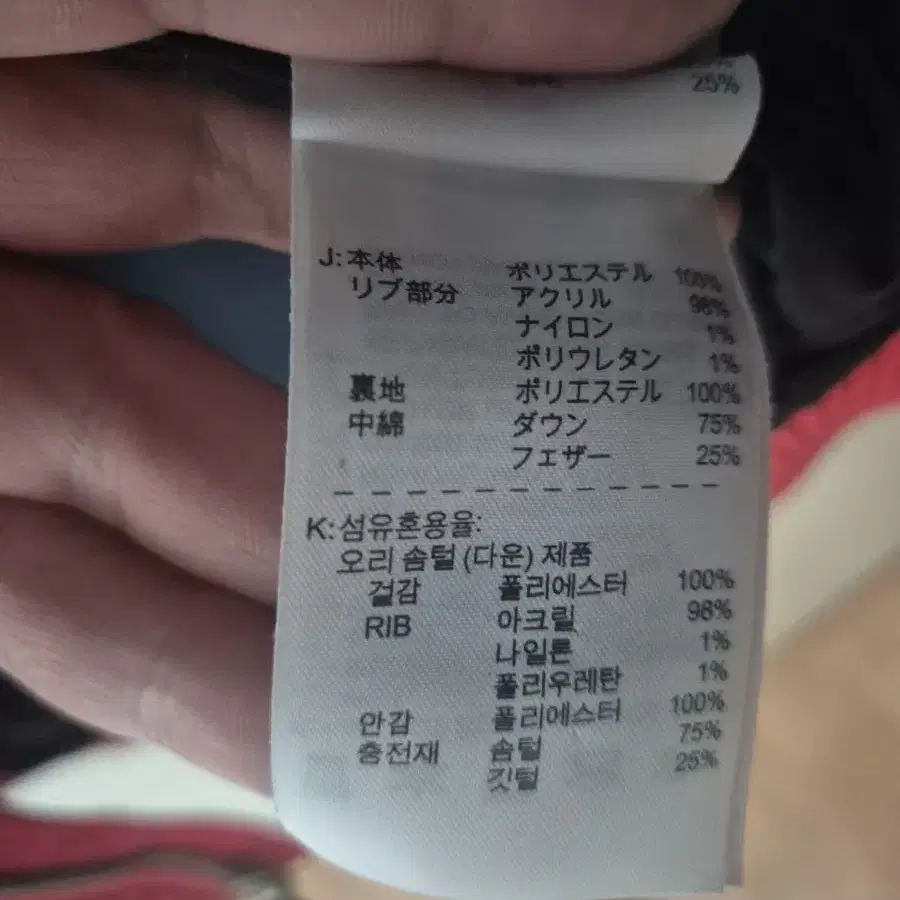 25%
J:本体 ポリエステル 100%
リブ部分 アクリル 98%
ナイロン 1%
ポリウレタン 1%
裏地 ポリエステル 100%
中綿 ダウン 75%
フェザー 25%
K:섬유혼용율:
오리 솜털 (다운) 제품
걸감 폴리에스터 100%
RIB 아크릴 98%
나일론 1%
폴리우레탄 1%
안감 폴리에스터 100%
충전재 솜털 75%
깃털 25%